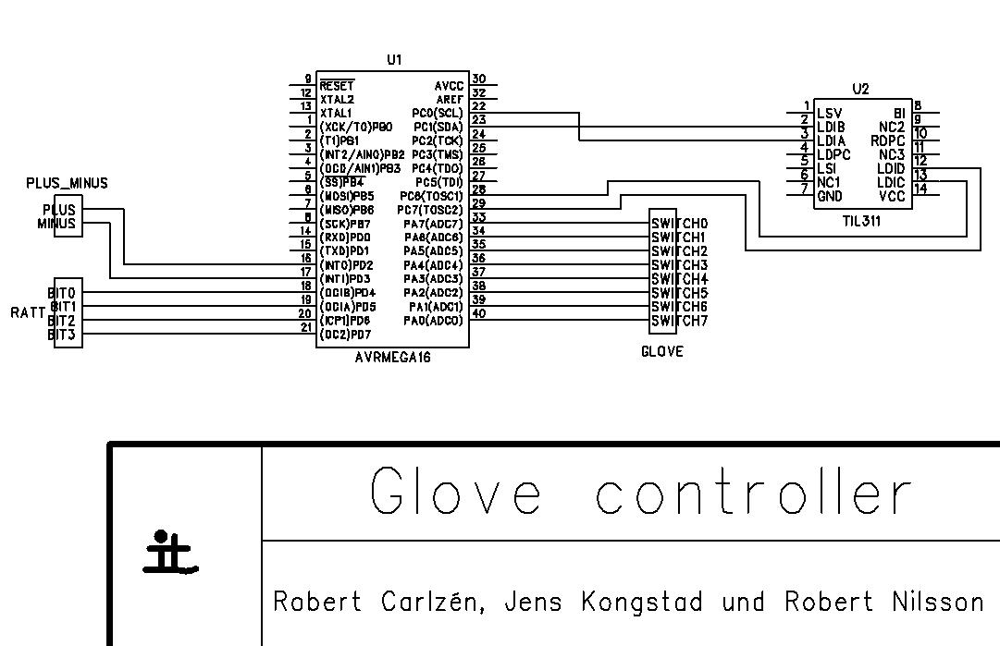 U1
9 RESET AVCC 30
12 XTAL2 AREF 32
13 XTAL1 PC0(SCL) 22
1 (XCK/T0)PB0 PC1(SDA) 23
2 (T1)PB1 PC2(TCK) 24
3 (INT2/AIN0)PB2 PC3(TMS) 25
4 (OC0/AIN1)PB3 PC4(TDO) 26
5 (SS)PB4 PC5(TDI) 27
6 (MOSI)PB5 PC6(TOSC1) 28
7 (MISO)PB6 PC7(TOSC2) 29
8 (SCK)PB7 PA7(ADC7) 33
14 (RXD)PD0 PA6(ADC6) 34
15 (TXD)PD1 PA5(ADC5) 35
16 (INT0)PD2 PA4(ADC4) 36
17 (INT1)PD3 PA3(ADC3) 37
18 (OC1B)PD4 PA2(ADC2) 38
19 (OC1A)PD5 PA1(ADC1) 39
20 (ICP1)PD6 PA0(ADC0) 40
21 (OC2)PD7
AVRMEGA16
PLUS_MINUS
PLUS
MINUS
RATT
BIT0
BIT1
BIT2
BIT3
SWITCH0
SWITCH1
SWITCH2
SWITCH3
SWITCH4
SWITCH5
SWITCH6
SWITCH7
GLOVE
U2
1 LSV BI 8
2 LDIB NC2 9
3 LDIA RDPC 10
4 LDPC NC3 11
5 LSI LDID 12
6 NC1 LDIC 13
7 GND VCC 14
TIL311
Glove controller
Robert Carlzén, Jens Kongstad und Robert Nilsson